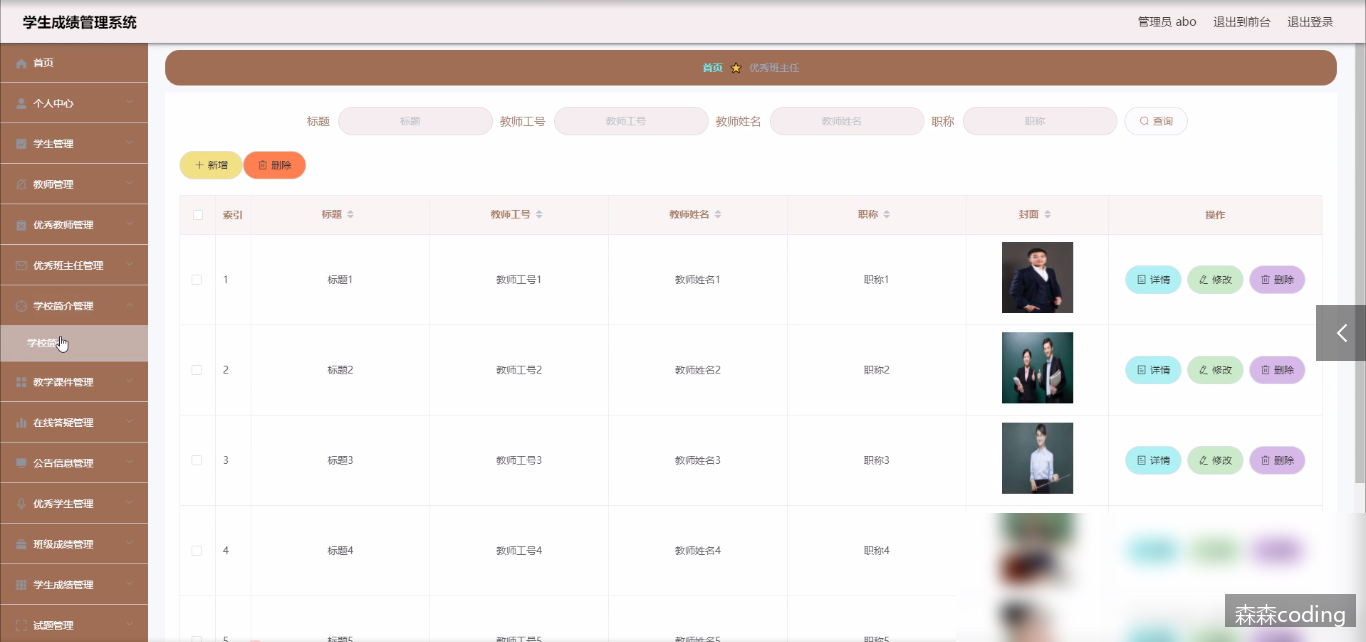 学生成绩管理系统
管理员 abo 退出到前台 退出登录
首页
个人中心
学生管理
教师管理
优秀教师管理
优秀班主任管理
学校简介管理
教学课件管理
在线答疑管理
公告信息管理
优秀学生管理
班级成绩管理
学生成绩管理
试题管理
首页 优秀班主任
标题 标题 教师工号 教师工号 教师姓名 教师姓名 职称 职称 查询
新增 删除
索引 标题 教师工号 教师姓名 职称 封面 操作
1 标题1 教师工号1 教师姓名1 职称1 详情 修改 删除
2 标题2 教师工号2 教师姓名2 职称2 详情 修改 删除
3 标题3 教师工号3 教师姓名3 职称3 详情 修改 删除
4 标题4 教师工号4 教师姓名4 职称4
5 标题5 教师工号5 教师姓名5 职称5
森森coding